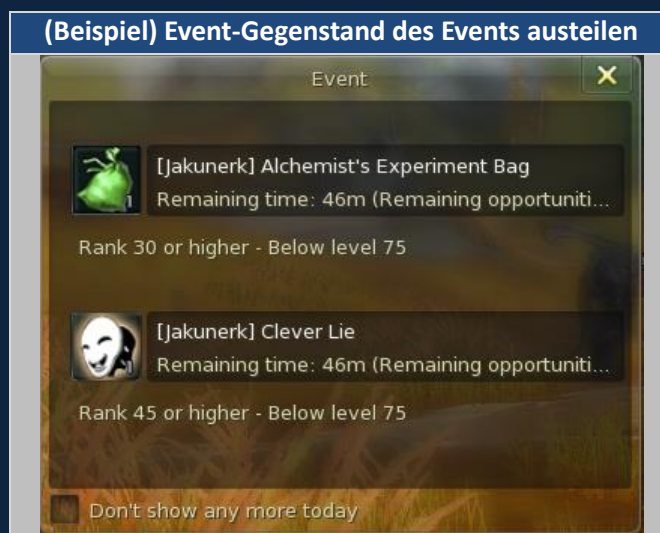 (Beispiel) Event-Gegenstand des Events austeilen
Event
[Jakunerk] Alchemist's Experiment Bag
Remaining time: 46m (Remaining opportuniti...
1
Rank 30 or higher - Below level 75
[Jakunerk] Clever Lie
Remaining time: 46m (Remaining opportuniti...
1
Rank 45 or higher - Below level 75
Don't show any more today